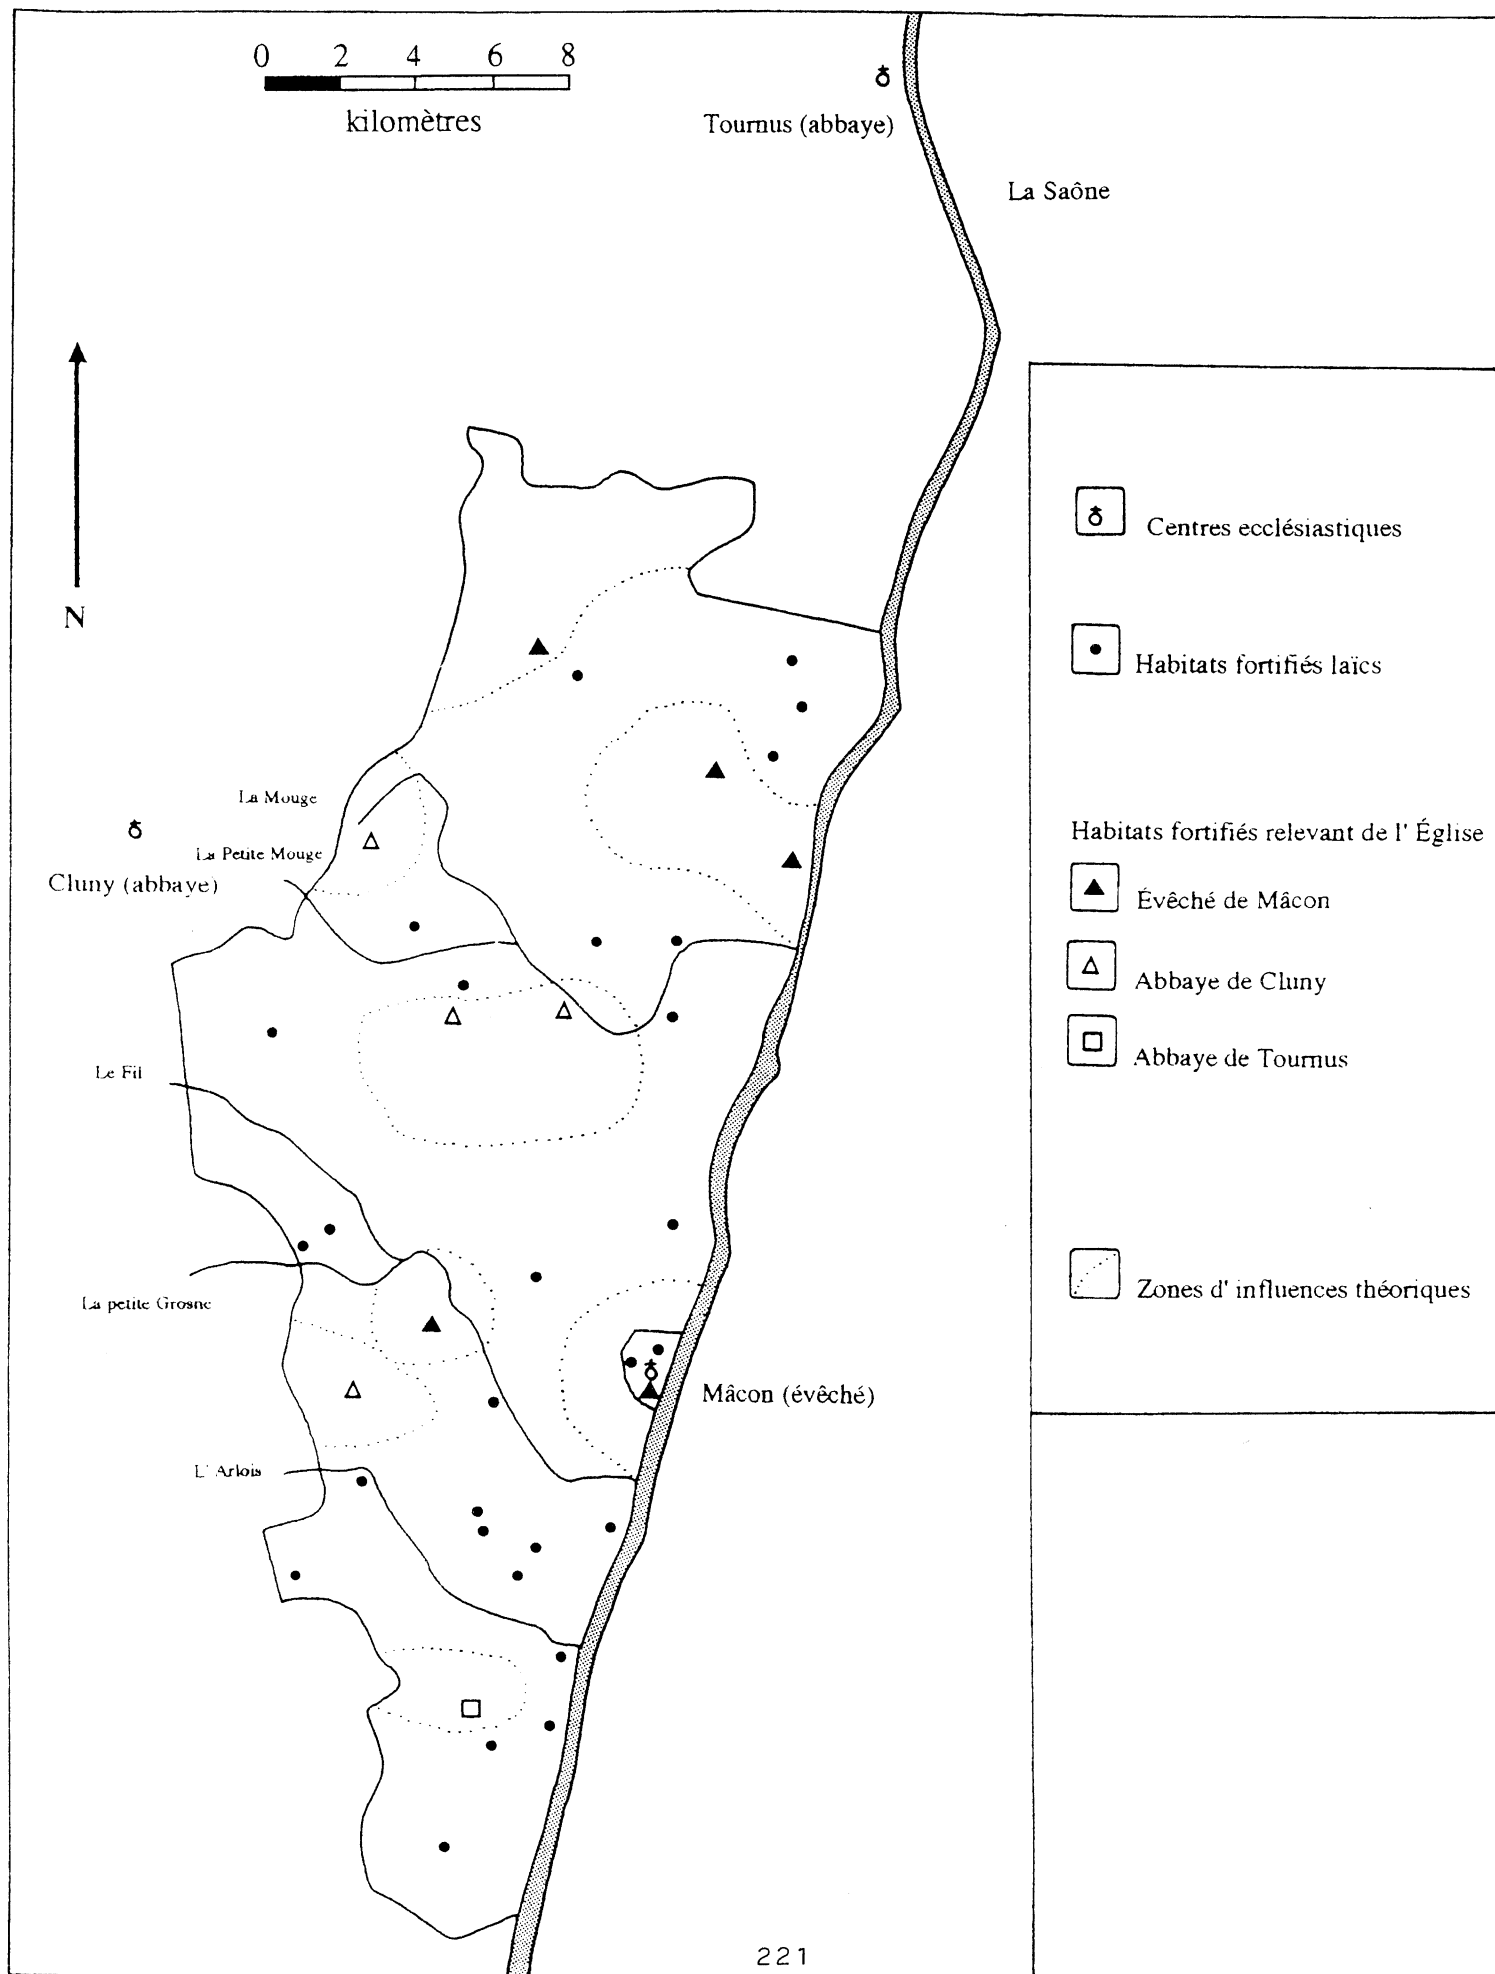 0 2 4 6 8
kilomètres
Tournus (abbaye)
La Saône
N
Centres ecclésiastiques
Habitats fortifiés laïcs
La Mouge
La Petite Mouge
Cluny (abbaye)
Habitats fortifiés relevant de l' Église
Évêché de Mâcon
Abbaye de Cluny
Abbaye de Tournus
Le Fil
La petite Grosne
Zones d' influences théoriques
Mâcon (évêché)
L' Arlois
221